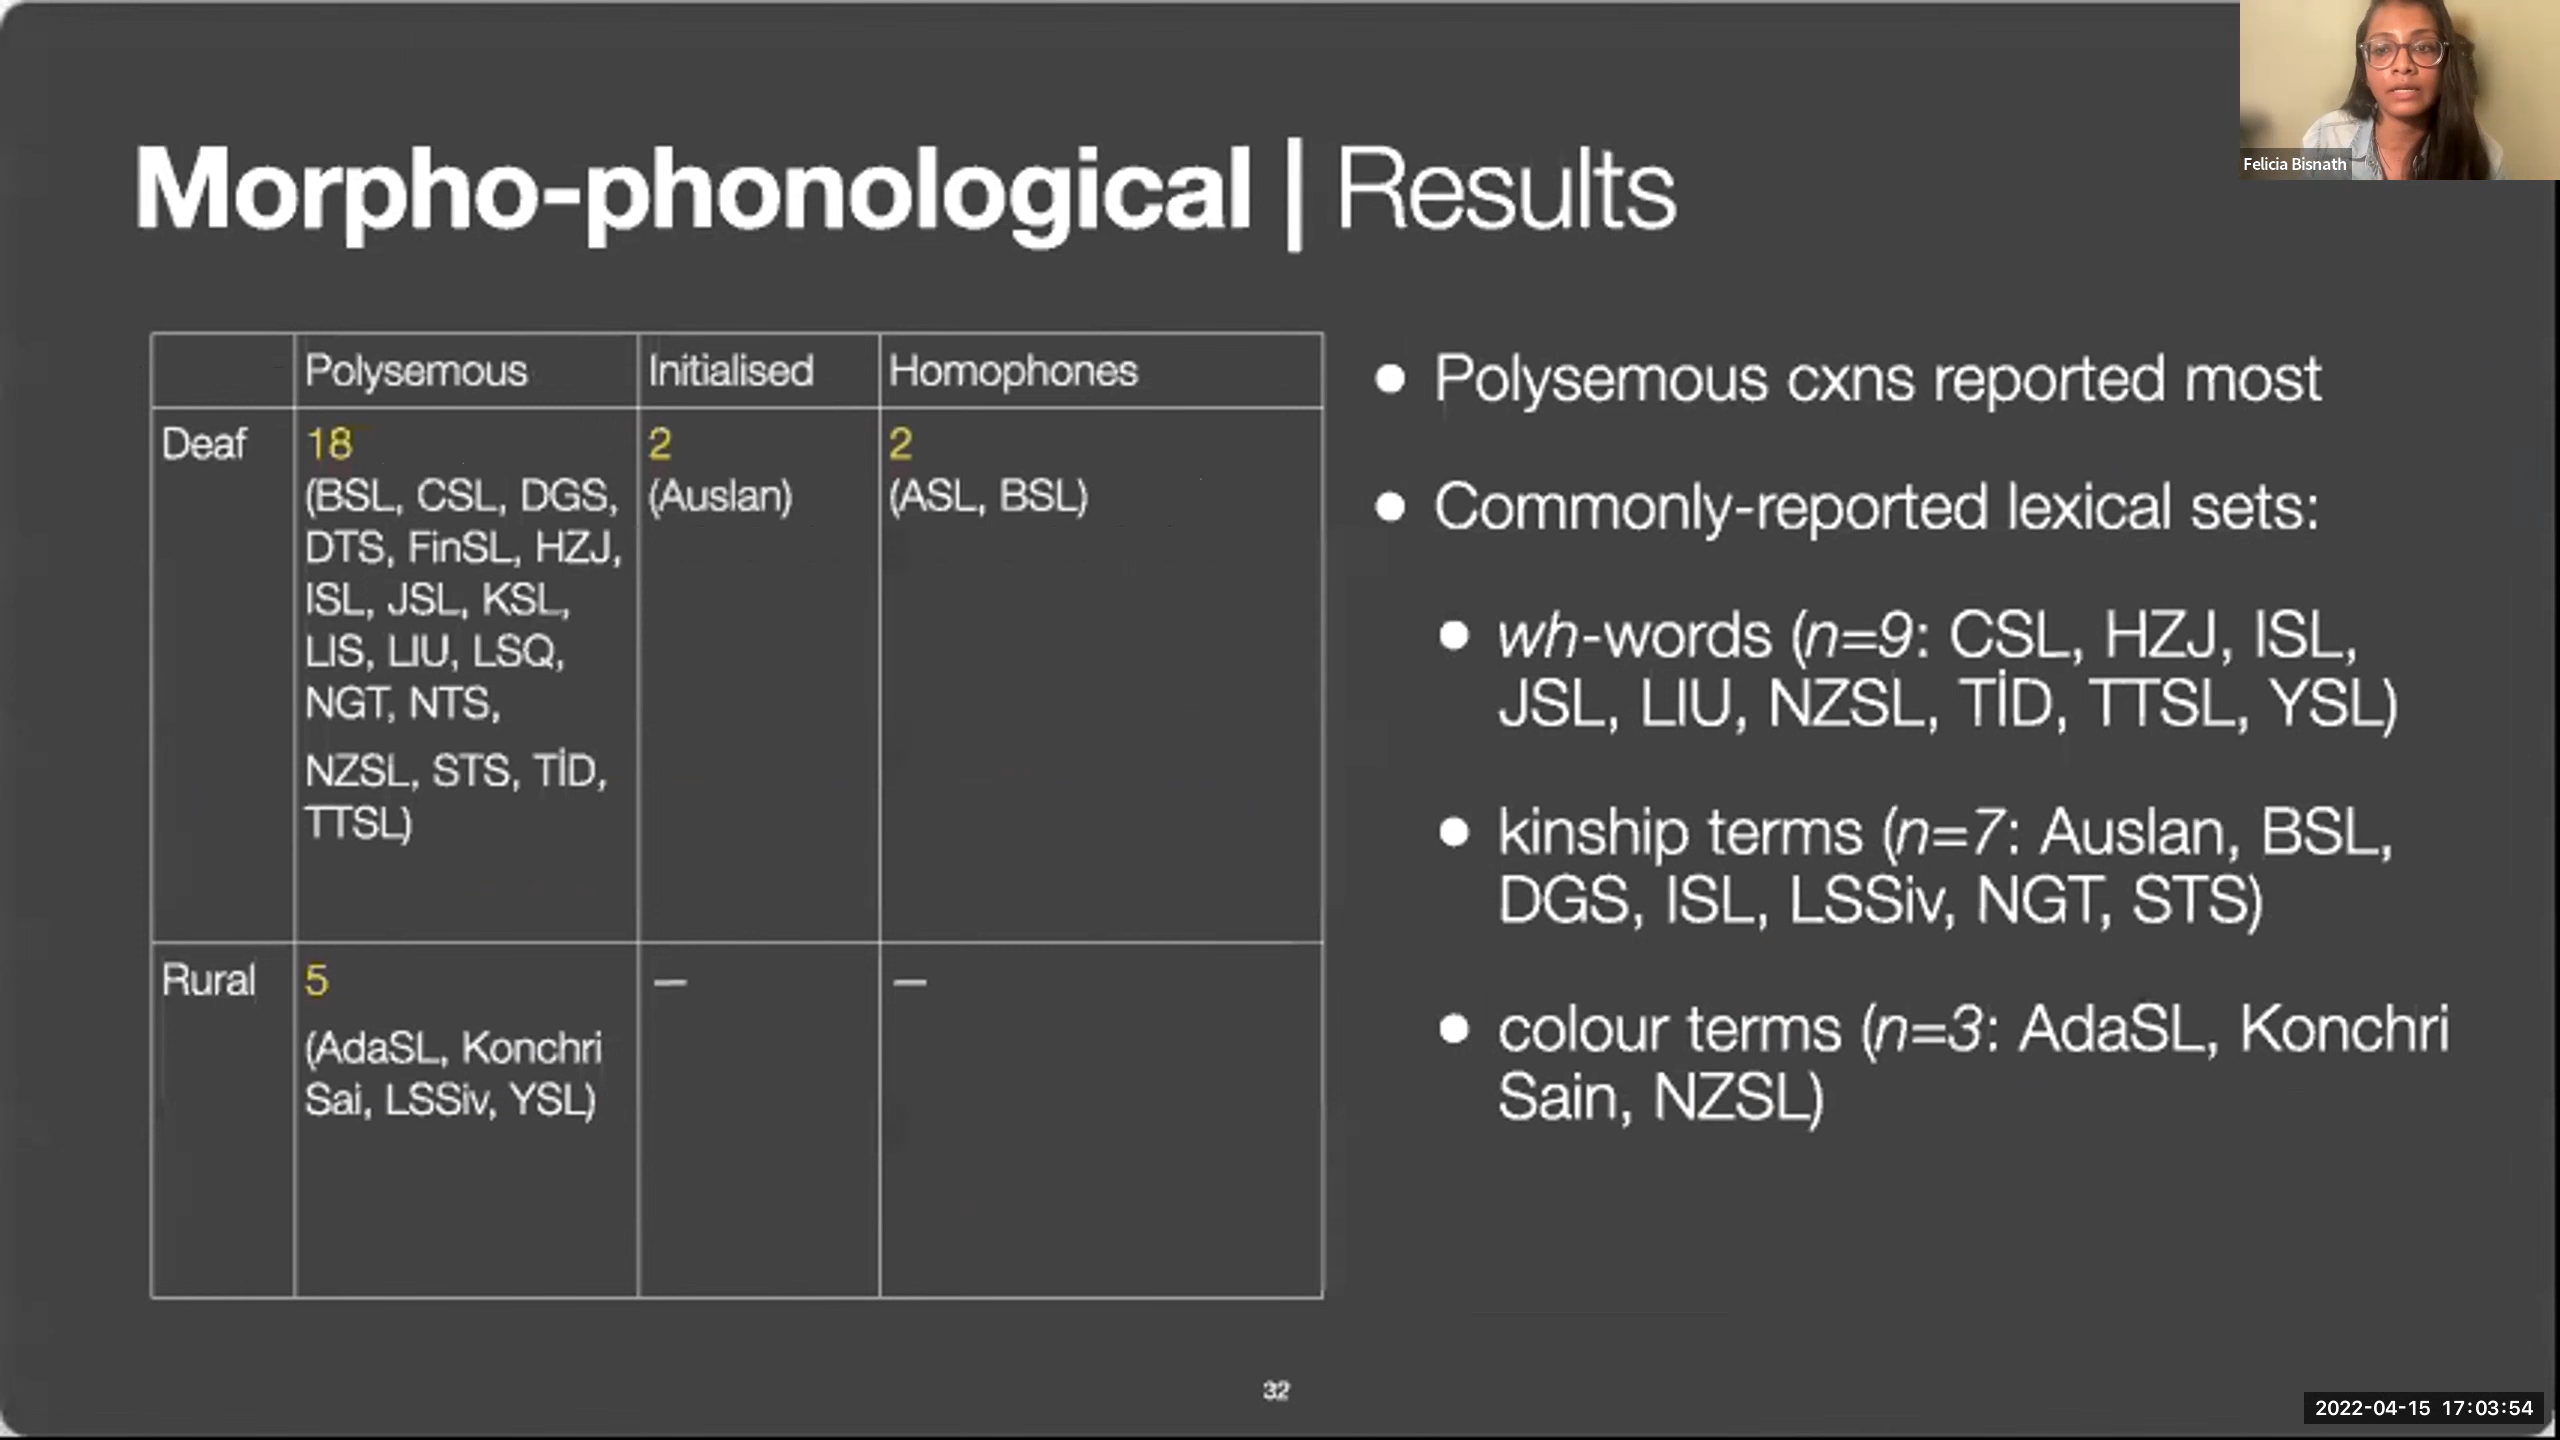 Felicia Bisnath
Morpho-phonological | Results
Polysemous
Initialised
Homophones
Deaf
18
(BSL, CSL, DGS,
DTS, FinSL, HZJ,
ISL, JSL, KSL,
LIS, LIU, LSQ,
NGT, NTS,
NZSL, STS, TİD,
TTSL)
2
(Auslan)
2
(ASL, BSL)
Rural
5
(AdaSL, Konchri
Sai, LSSiv, YSL)
—
—
● Polysemous cxns reported most
● Commonly-reported lexical sets:
● wh-words (n=9: CSL, HZJ, ISL,
JSL, LIU, NZSL, TİD, TTSL, YSL)
● kinship terms (n=7: Auslan, BSL,
DGS, ISL, LSSiv, NGT, STS)
● colour terms (n=3: AdaSL, Konchri
Sain, NZSL)
32
2022-04-15 17:03:54